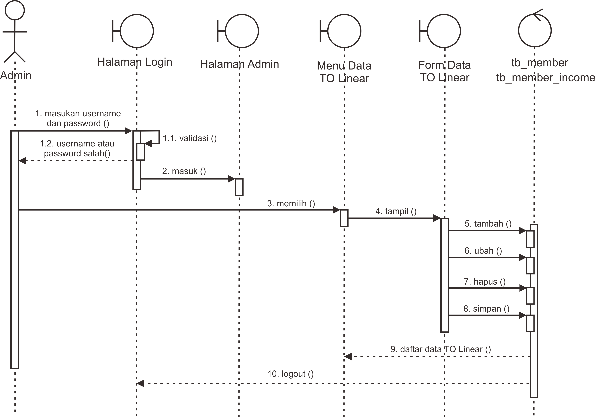 Admin
Halaman Login
Halaman Admin
Menu Data
TO Linear
Form Data
TO Linear
tb_member
tb_member_income
1. masukan username
dan password ()
1.1. validasi ()
1.2. username atau
password salah()
2. masuk ()
3. memilih ()
4. tampil ()
5. tambah ()
6. ubah ()
7. hapus ()
8. simpan ()
9. daftar data TO Linear ()
10. logout ()